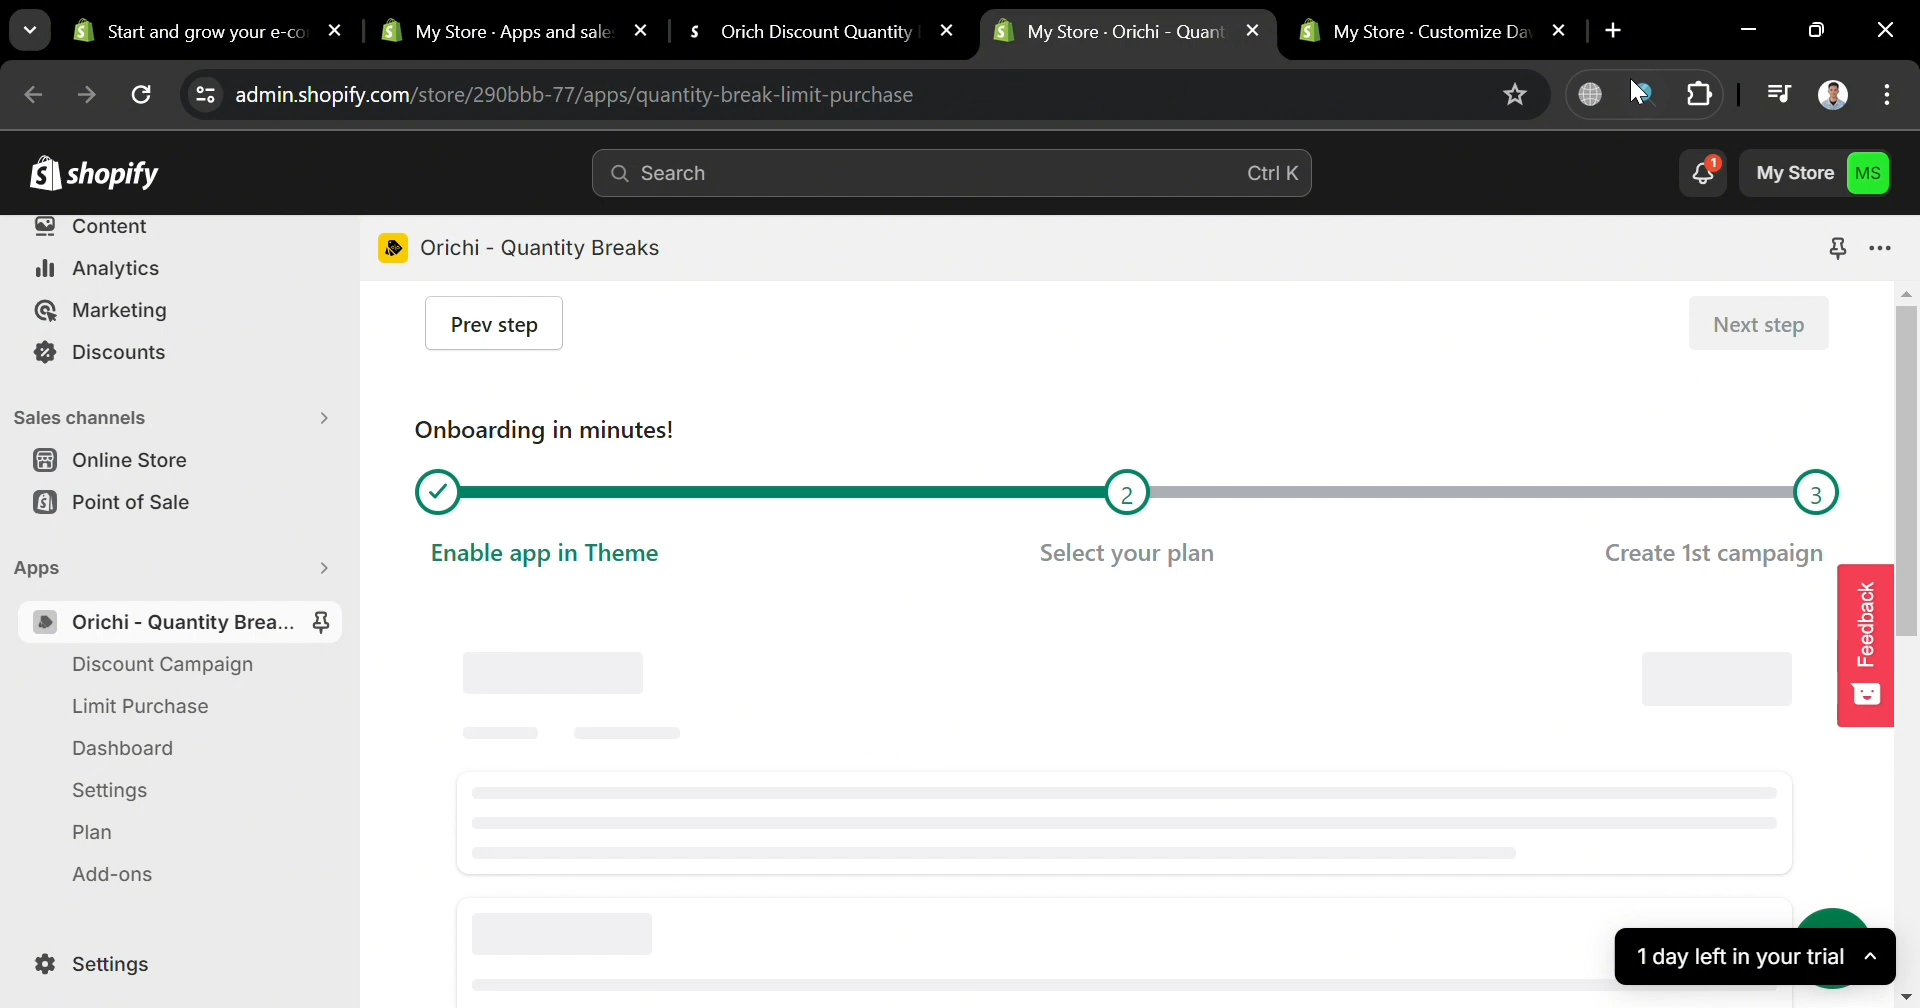 Start and grow your e-co
My Store · Apps and sale
Orich Discount Quantity
My Store · Orichi - Quant
My Store · Customize Da
admin.shopify.com/store/290bbb-77/apps/quantity-break-limit-purchase
shopify
Search
Ctrl K
1
My Store
MS
Content
Analytics
Marketing
Discounts
Sales channels
Online Store
Point of Sale
Apps
Orichi - Quantity Brea...
Discount Campaign
Limit Purchase
Dashboard
Settings
Plan
Add-ons
Settings
Orichi - Quantity Breaks
Prev step
Next step
Onboarding in minutes!
2
3
Enable app in Theme
Select your plan
Create 1st campaign
Feedback
1 day left in your trial